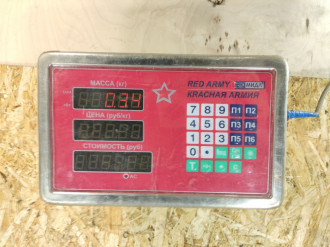 МАССА (кг)
RED ARMY
КРАСНАЯ АРМИЯ
0.34
ЦЕНА (руб/кг)
СТОИМОСТЬ (руб)
7 8 9 П1 П2
4 5 6 П3 П4
1 2 3 П5 П6
0
T